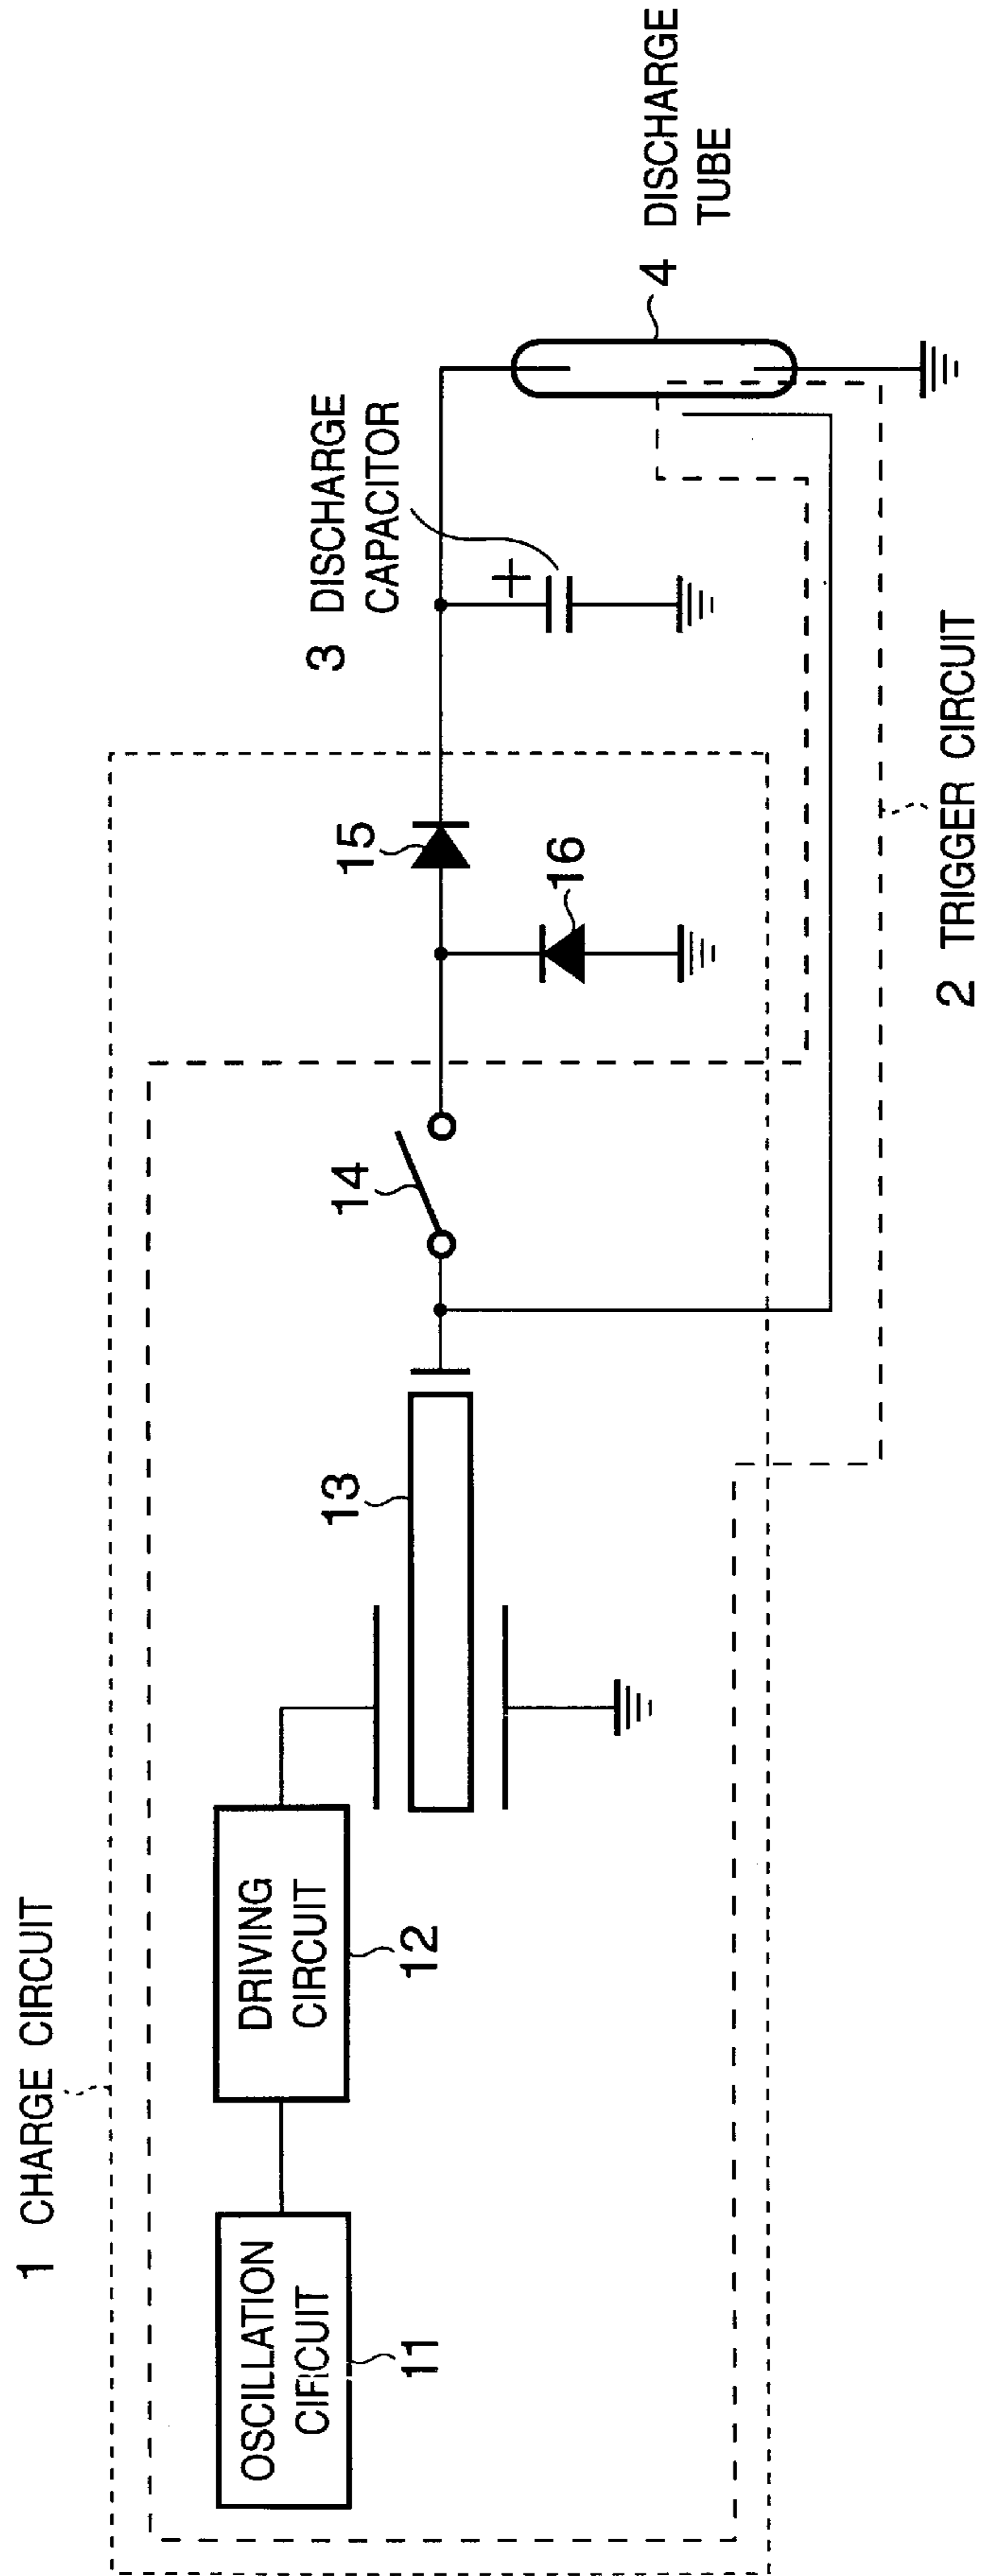 1 CHARGE CIRCUIT
OSCILLATION
CIRCUIT
11
DRIVING
CIRCUIT
12
13
14
15
16
3 DISCHARGE
CAPACITOR
+
4 DISCHARGE
TUBE
2 TRIGGER CIRCUIT